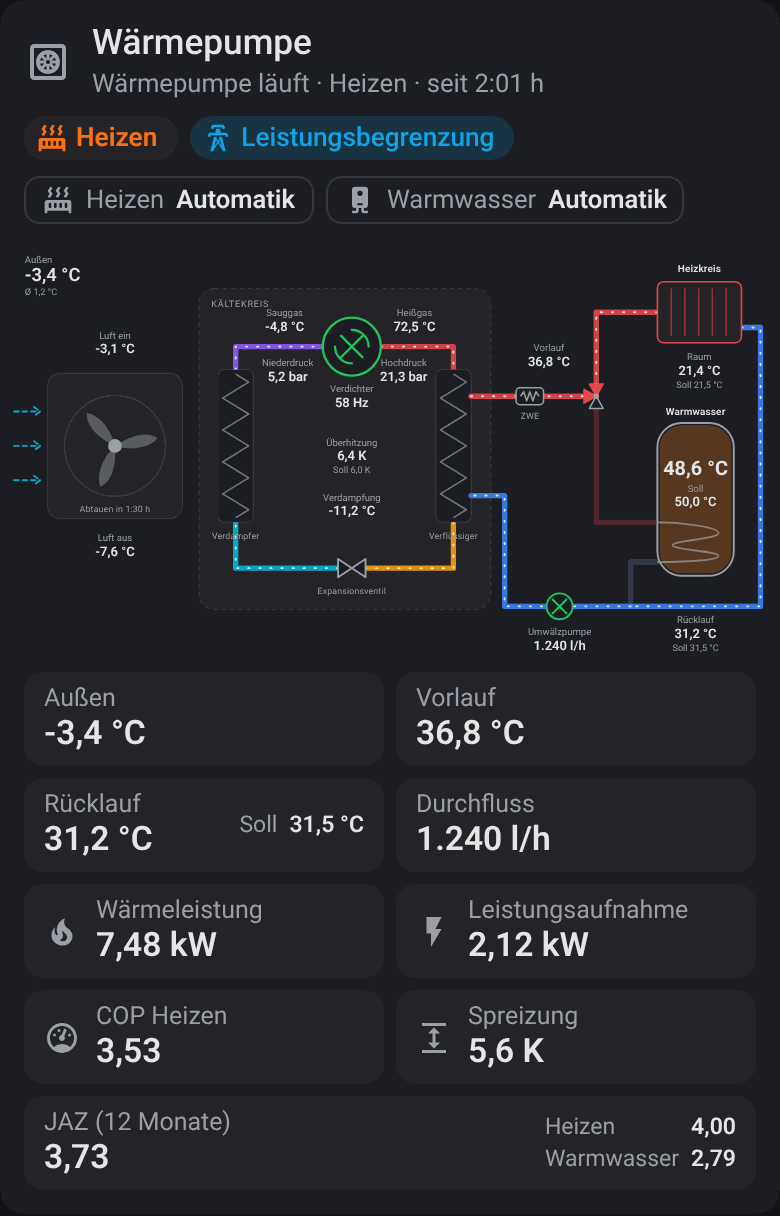 Wärmepumpe
Wärmepumpe läuft · Heizen · seit 2:01 h
Heizen
Leistungsbegrenzung
Heizen Automatik
Warmwasser Automatik
Außen
-3,4 °C
Ø 1,2 °C
Luft ein
-3,1 °C
Abtauen in 1:30 h
Luft aus
-7,6 °C
KÄLTEKREIS
Sauggas
-4,8 °C
Heißgas
72,5 °C
Niederdruck
5,2 bar
Hochdruck
21,3 bar
Verdichter
58 Hz
Überhitzung
6,4 K
Soll 6,0 K
Verdampfung
-11,2 °C
Verdampfer
Verflüssiger
Expansionsventil
Vorlauf
36,8 °C
ZWE
Heizkreis
Raum
21,4 °C
Soll 21,5 °C
Warmwasser
48,6 °C
Soll
50,0 °C
Umwälzpumpe
1.240 l/h
Rücklauf
31,2 °C
Soll 31,5 °C
Außen
-3,4 °C
Vorlauf
36,8 °C
Rücklauf
31,2 °C
Soll 31,5 °C
Durchfluss
1.240 l/h
Wärmeleistung
7,48 kW
Leistungsaufnahme
2,12 kW
COP Heizen
3,53
Spreizung
5,6 K
JAZ (12 Monate)
3,73
Heizen 4,00
Warmwasser 2,79